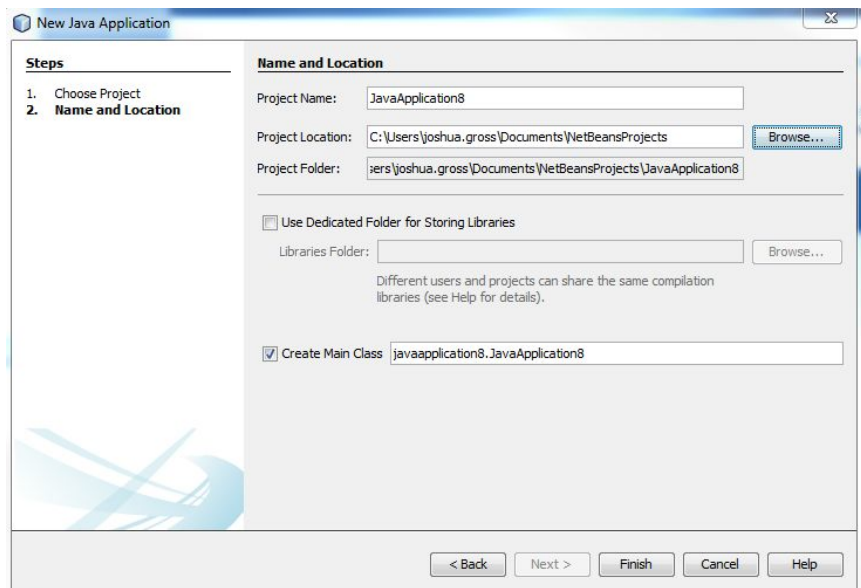 New Java Application
Steps
1. Choose Project
2. Name and Location
Name and Location
Project Name: JavaApplication8
Project Location: C:\Users\joshua.gross\Documents\NetBeansProjects Browse...
Project Folder: sers\joshua.gross\Documents\NetBeansProjects\JavaApplication8
Use Dedicated Folder for Storing Libraries
Libraries Folder: Browse...
Different users and projects can share the same compilation
libraries (see Help for details).
Create Main Class javaapplication8.JavaApplication8
< Back Next > Finish Cancel Help